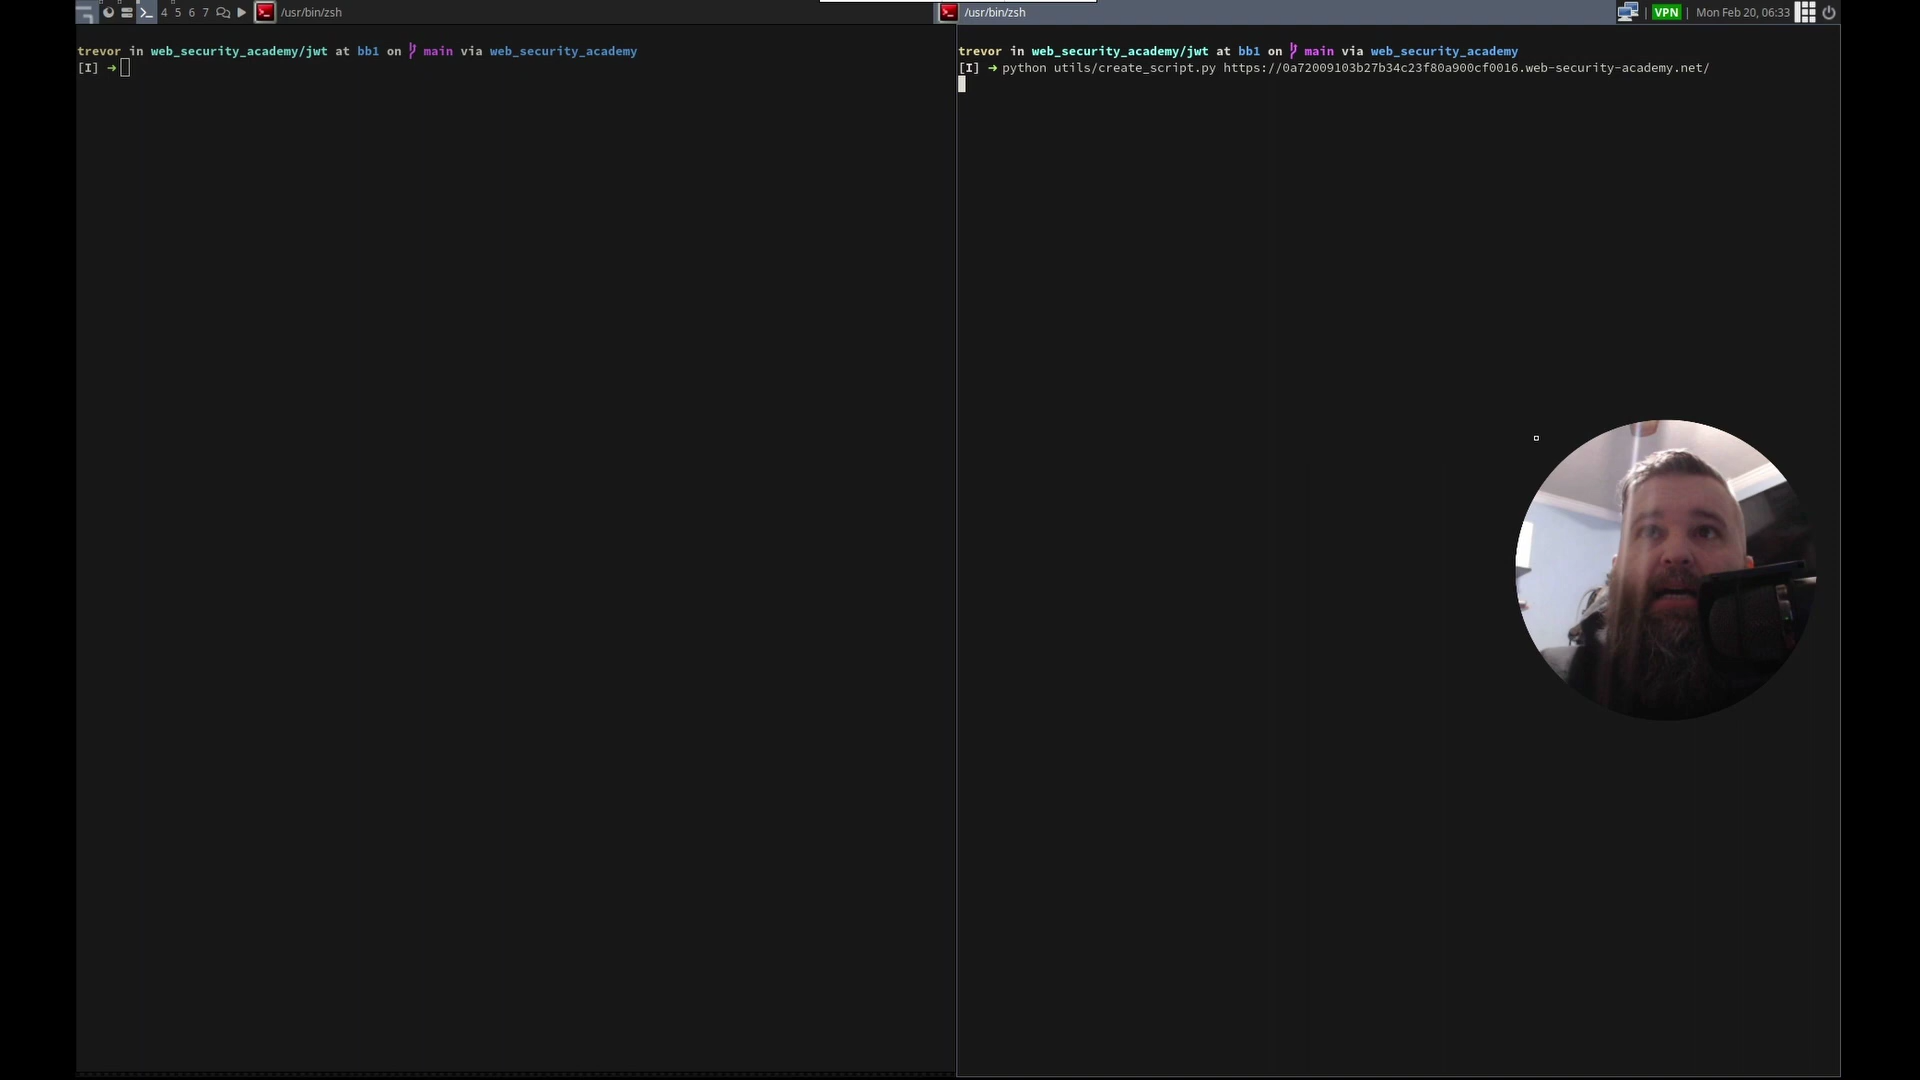 4 5 6 7 /usr/bin/zsh
/usr/bin/zsh
VPN | Mon Feb 20, 06:33
trevor in web_security_academy/jwt at bb1 on main via web_security_academy
[I] ➜
trevor in web_security_academy/jwt at bb1 on main via web_security_academy
[I] ➜ python utils/create_script.py https://0a72009103b27b34c23f80a900cf0016.web-security-academy.net/